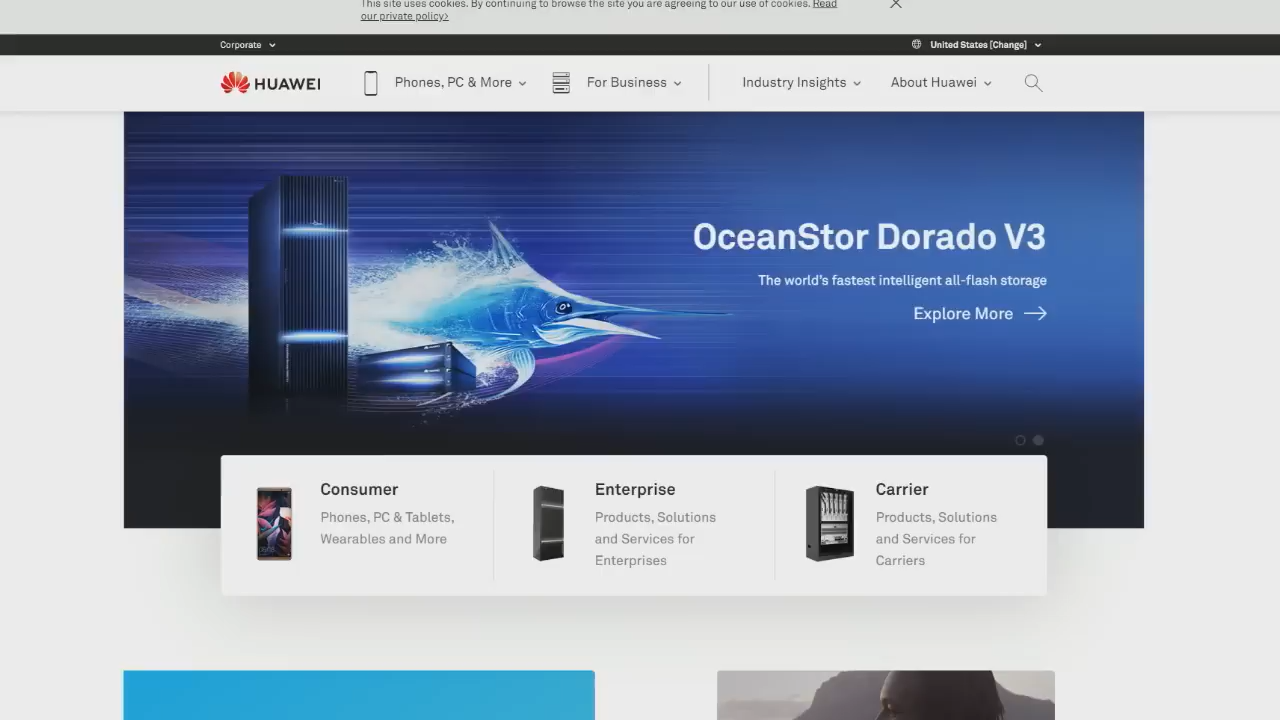 This site uses cookies. By continuing to browse the site you are agreeing to our use of cookies. Read
our private policy>
Corporate
United States [Change]
HUAWEI
Phones, PC & More
For Business
Industry Insights
About Huawei
OceanStor Dorado V3
The world's fastest intelligent all-flash storage
Explore More
Consumer
Phones, PC & Tablets,
Wearables and More
Enterprise
Products, Solutions
and Services for
Enterprises
Carrier
Products, Solutions
and Services for
Carriers